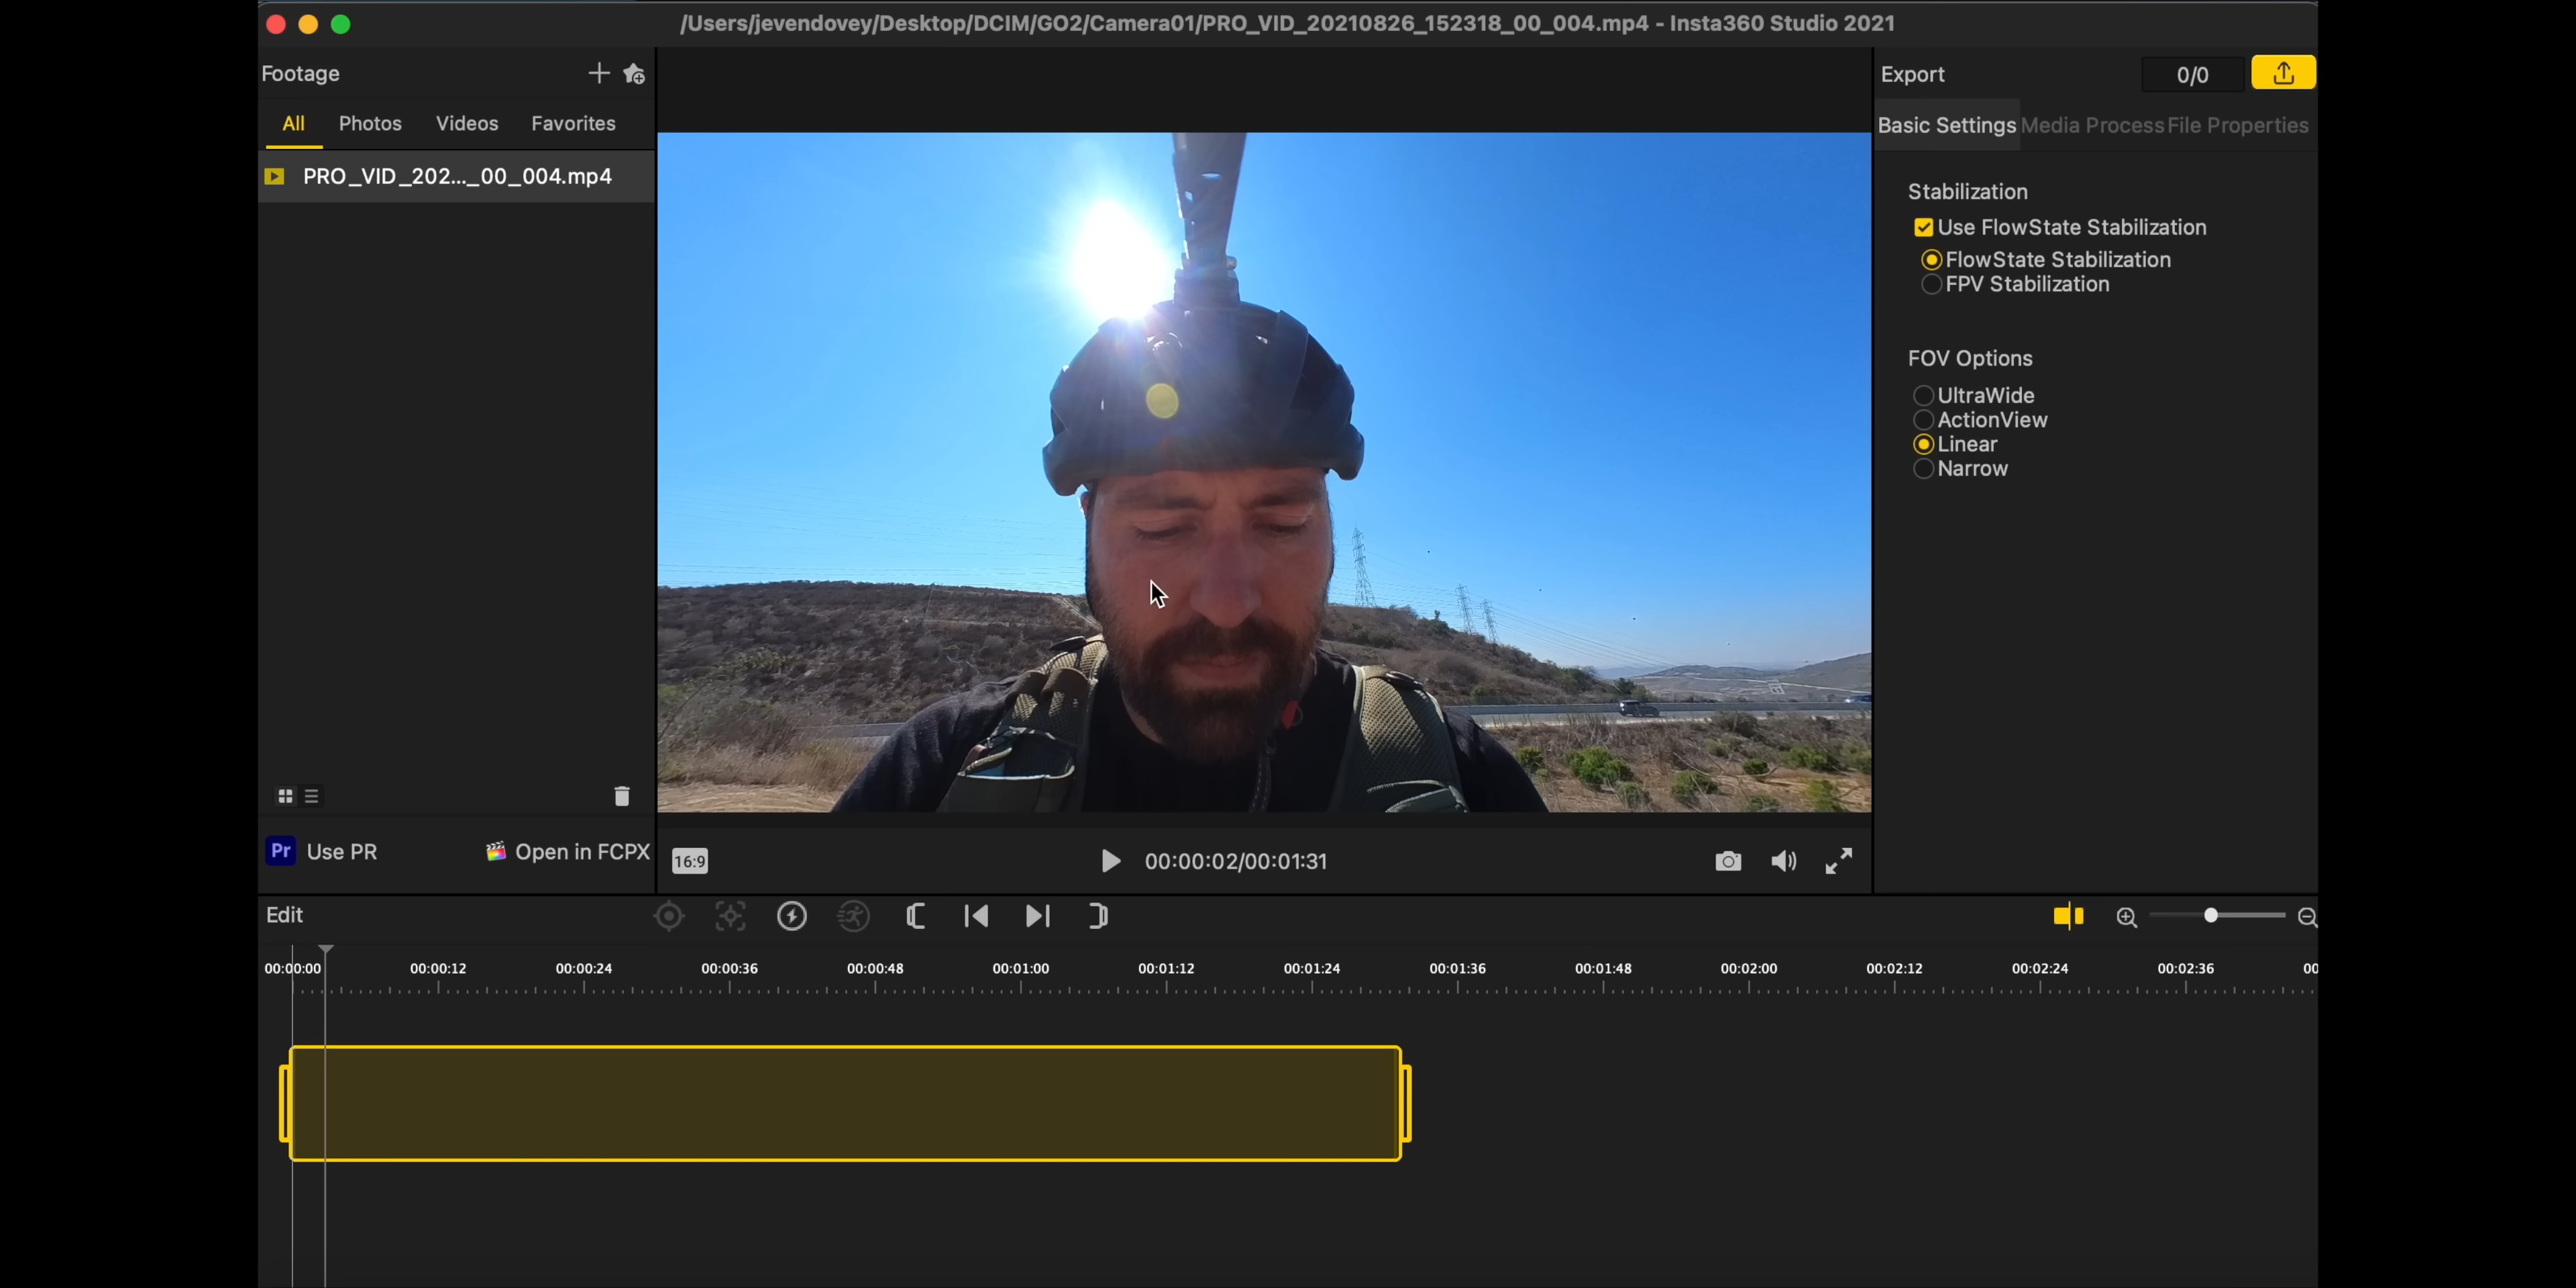 /Users/jevendovey/Desktop/DCIM/GO2/Camera01/PRO_VID_20210826_152318_00_004.mp4 - Insta360 Studio 2021
Footage
All Photos Videos Favorites
PRO_VID_202..._00_004.mp4
Pr Use PR Open in FCPX
16:9 00:00:02/00:01:31
Export 0/0
Basic Settings Media Process File Properties
Stabilization
Use FlowState Stabilization
FlowState Stabilization
FPV Stabilization
FOV Options
UltraWide
ActionView
Linear
Narrow
Edit
00:00:00 00:00:12 00:00:24 00:00:36 00:00:48 00:01:00 00:01:12 00:01:24 00:01:36 00:01:48 00:02:00 00:02:12 00:02:24 00:02:36 00